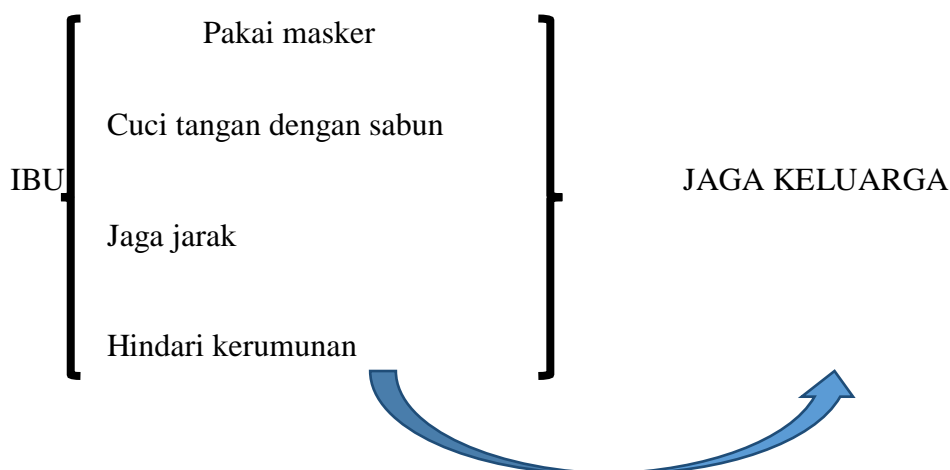 Pakai masker
Cuci tangan dengan sabun
IBU
JAGA KELUARGA
Jaga jarak
Hindari kerumunan